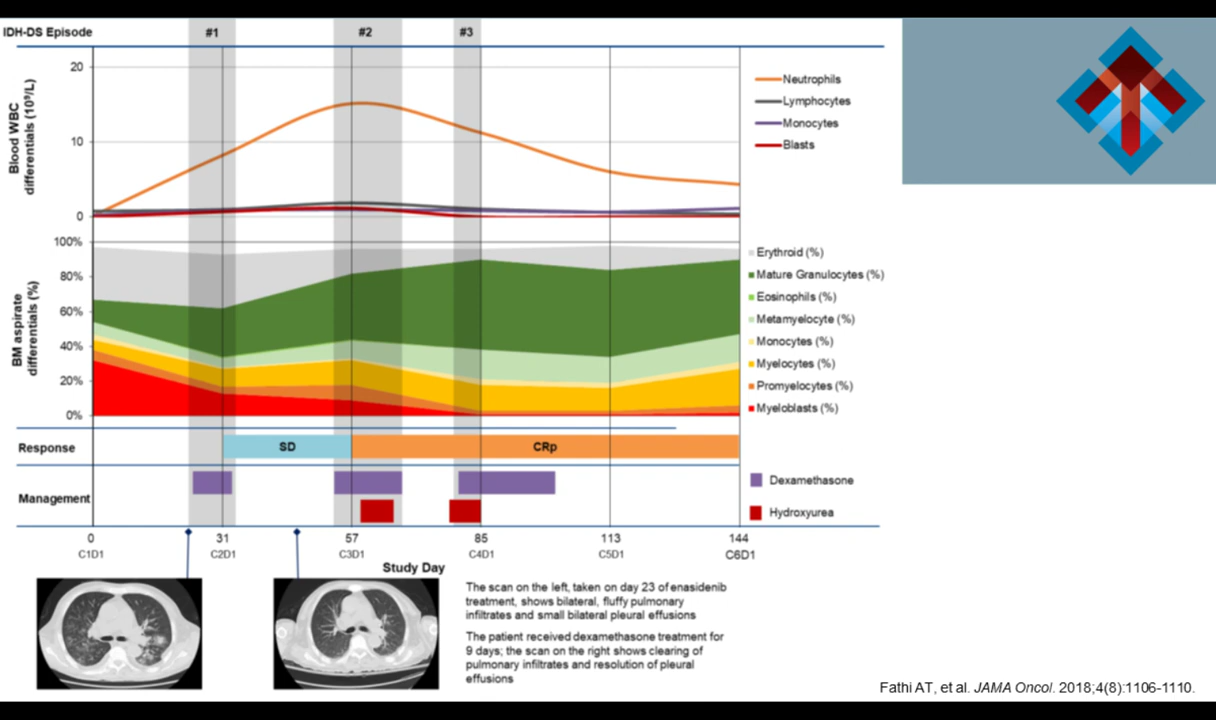 IDH-DS Episode #1 #2 #3
Blood WBC
differentials (10⁹/L)
20
10
0
Neutrophils
Lymphocytes
Monocytes
Blasts
BM aspirate
differentials (%)
100%
80%
60%
40%
20%
0%
Erythroid (%)
Mature Granulocytes (%)
Eosinophils (%)
Metamyelocyte (%)
Monocytes (%)
Myelocytes (%)
Promyelocytes (%)
Myeloblasts (%)
Response SD CRp
Management
Dexamethasone
Hydroxyurea
0 31 57 85 113 144
C1D1 C2D1 C3D1 C4D1 C5D1 C6D1
Study Day
The scan on the left, taken on day 23 of enasidenib
treatment, shows bilateral, fluffy pulmonary
infiltrates and small bilateral pleural effusions
The patient received dexamethasone treatment for
9 days; the scan on the right shows clearing of
pulmonary infiltrates and resolution of pleural
effusions
Fathi AT, et al. JAMA Oncol. 2018;4(8):1106-1110.